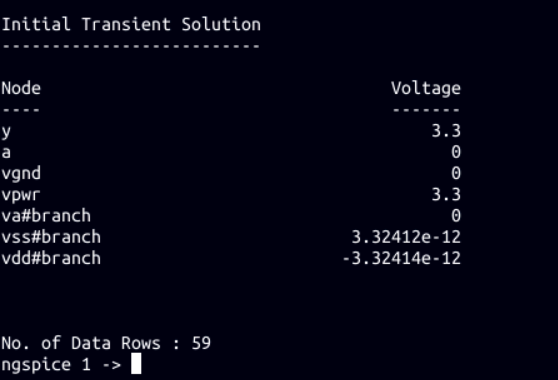 Initial Transient Solution
--------------------------
Node Voltage
---- -------
y 3.3
a 0
vgnd 0
vpwr 3.3
va#branch 0
vss#branch 3.32412e-12
vdd#branch -3.32414e-12
No. of Data Rows : 59
ngspice 1 ->